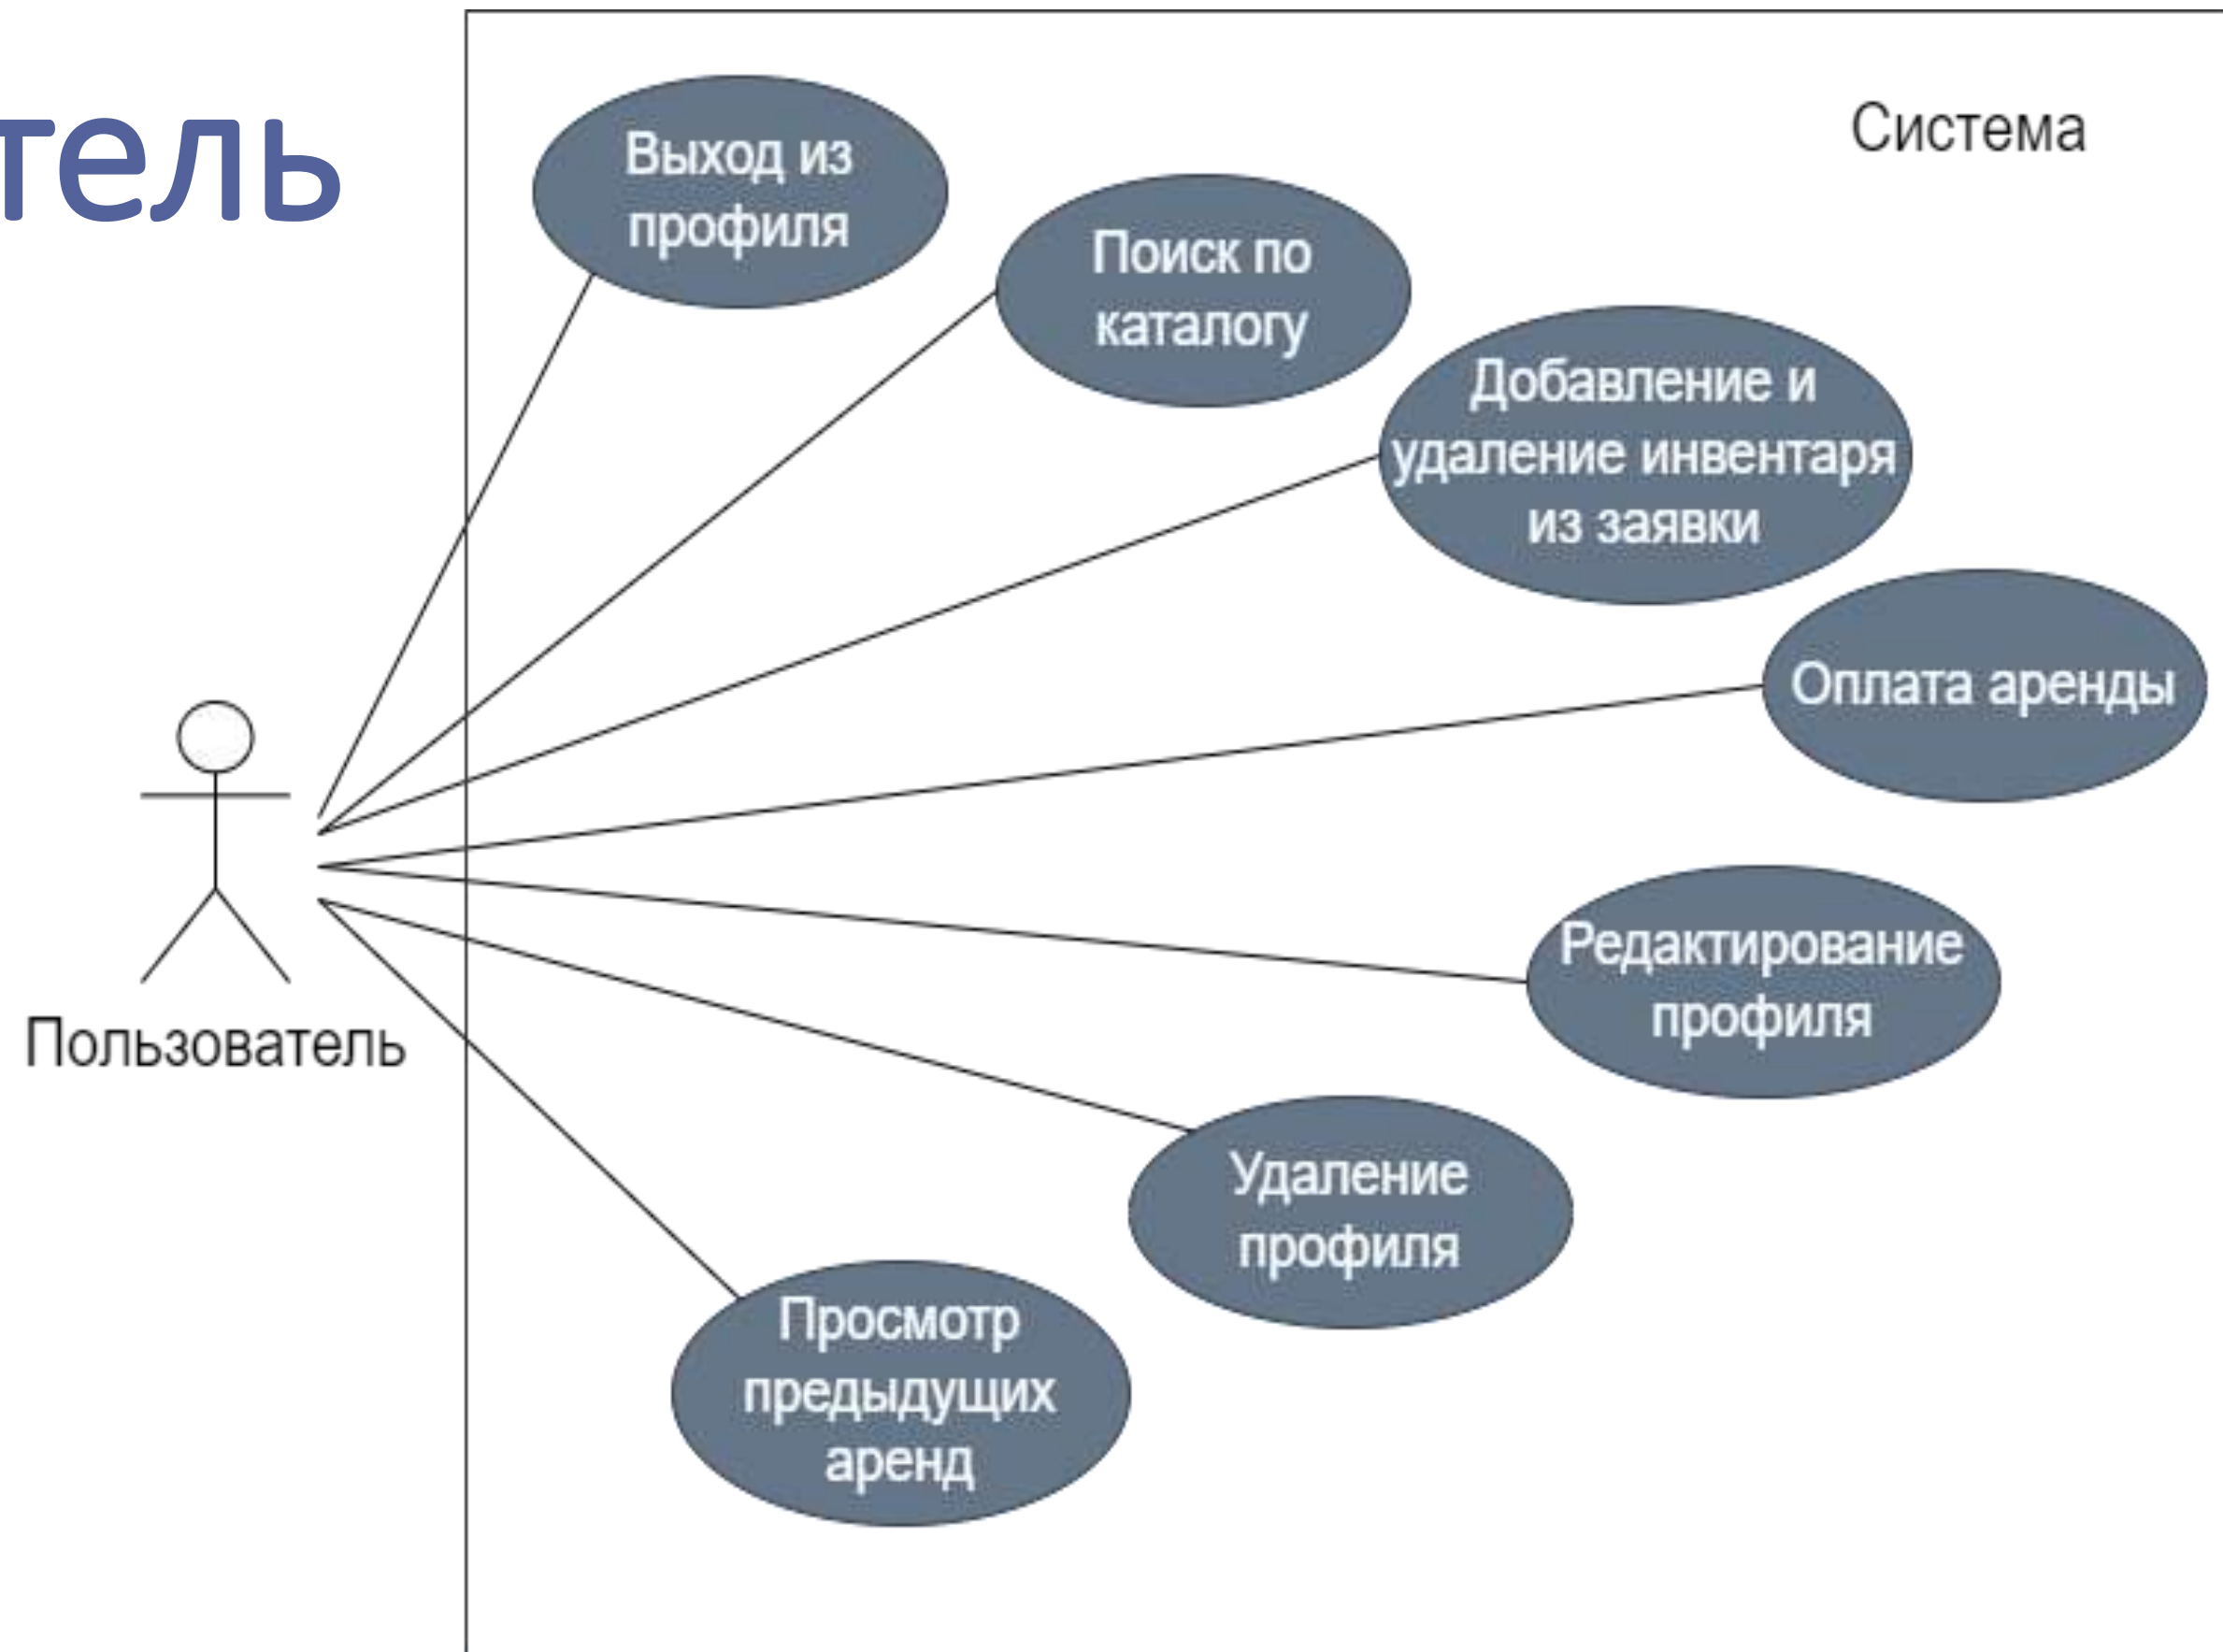 тель
Система
Выход из
профиля
Поиск по
каталогу
Добавление и
удаление инвентаря
из заявки
Оплата аренды
Редактирование
профиля
Пользователь
Удаление
профиля
Просмотр
предыдущих
аренд